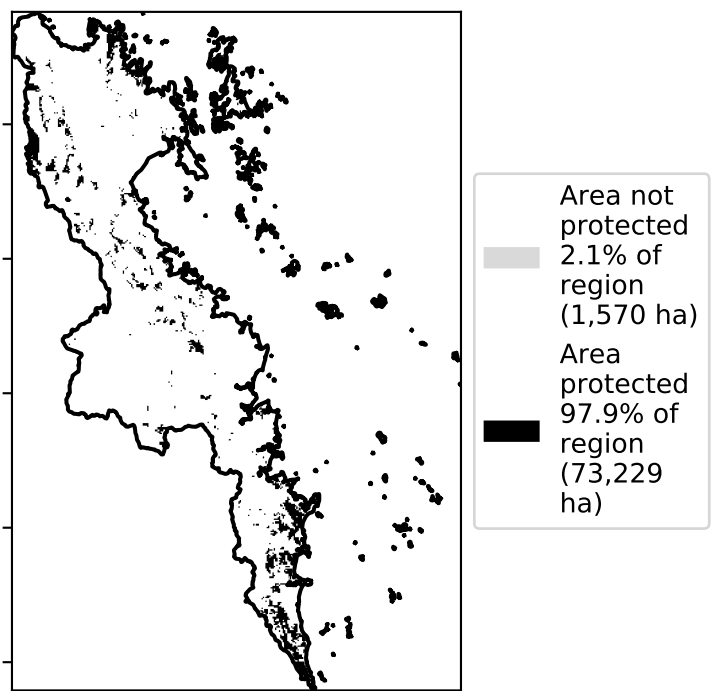 Area not
protected
2.1% of
region
(1,570 ha)
Area
protected
97.9% of
region
(73,229
ha)